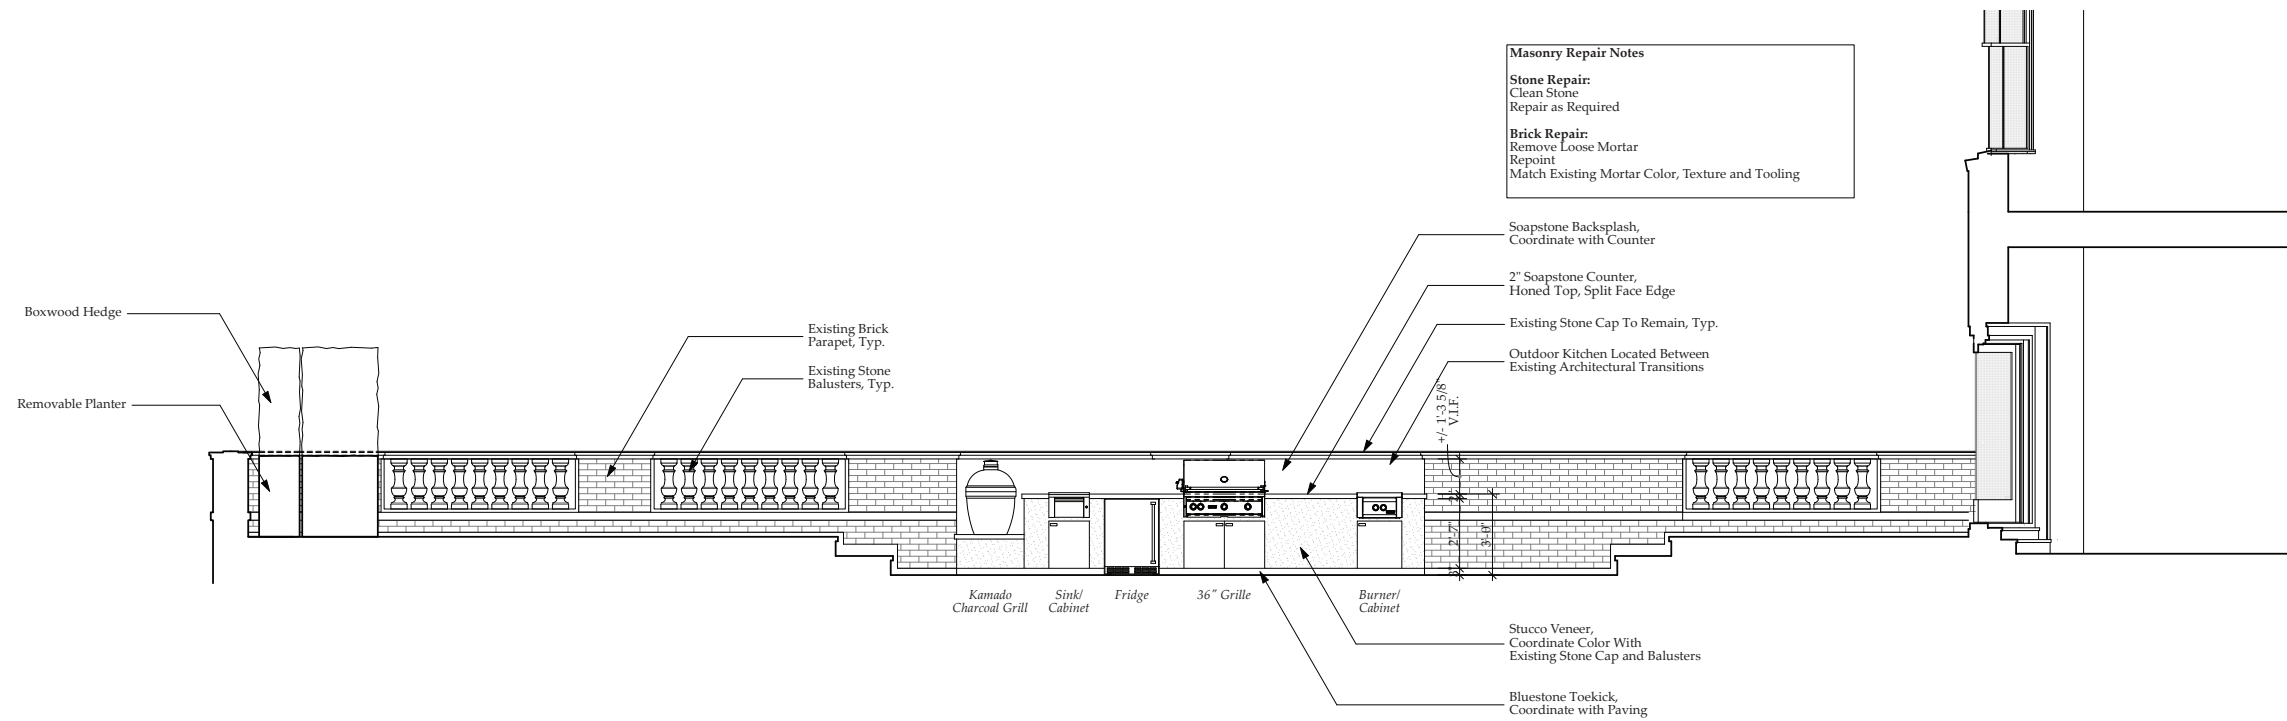 Masonry Repair Notes
Stone Repair:
Clean Stone
Repair as Required
Brick Repair:
Remove Loose Mortar
Repoint
Match Existing Mortar Color, Texture and Tooling
Soapstone Backsplash,
Coordinate with Counter
2" Soapstone Counter,
Honed Top, Split Face Edge
Existing Stone Cap To Remain, Typ.
Outdoor Kitchen Located Between
Existing Architectural Transitions
Boxwood Hedge
Removable Planter
Existing Brick
Parapet, Typ.
Existing Stone
Balusters, Typ.
+/- 1'-3 5/8"
V.I.F.
2"
2'-7"
3"
3'-0"
Kamado
Charcoal Grill
Sink/
Cabinet
Fridge
36" Grille
Burner/
Cabinet
Stucco Veneer,
Coordinate Color With
Existing Stone Cap and Balusters
Bluestone Toekick,
Coordinate with Paving